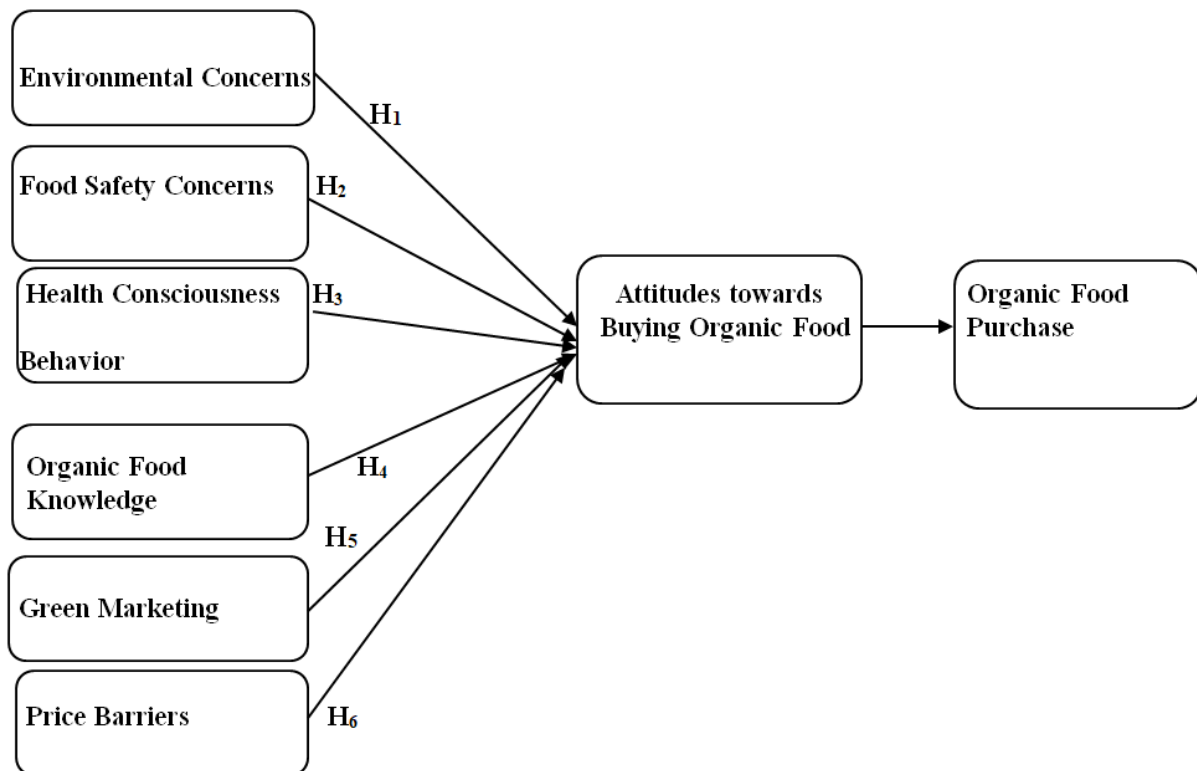 Environmental Concerns
H₁
Food Safety Concerns
H₂
Health Consciousness
Behavior
H₃
Organic Food
Knowledge
H₄
Green Marketing
H₅
Price Barriers
H₆
Attitudes towards
Buying Organic Food
Organic Food
Purchase